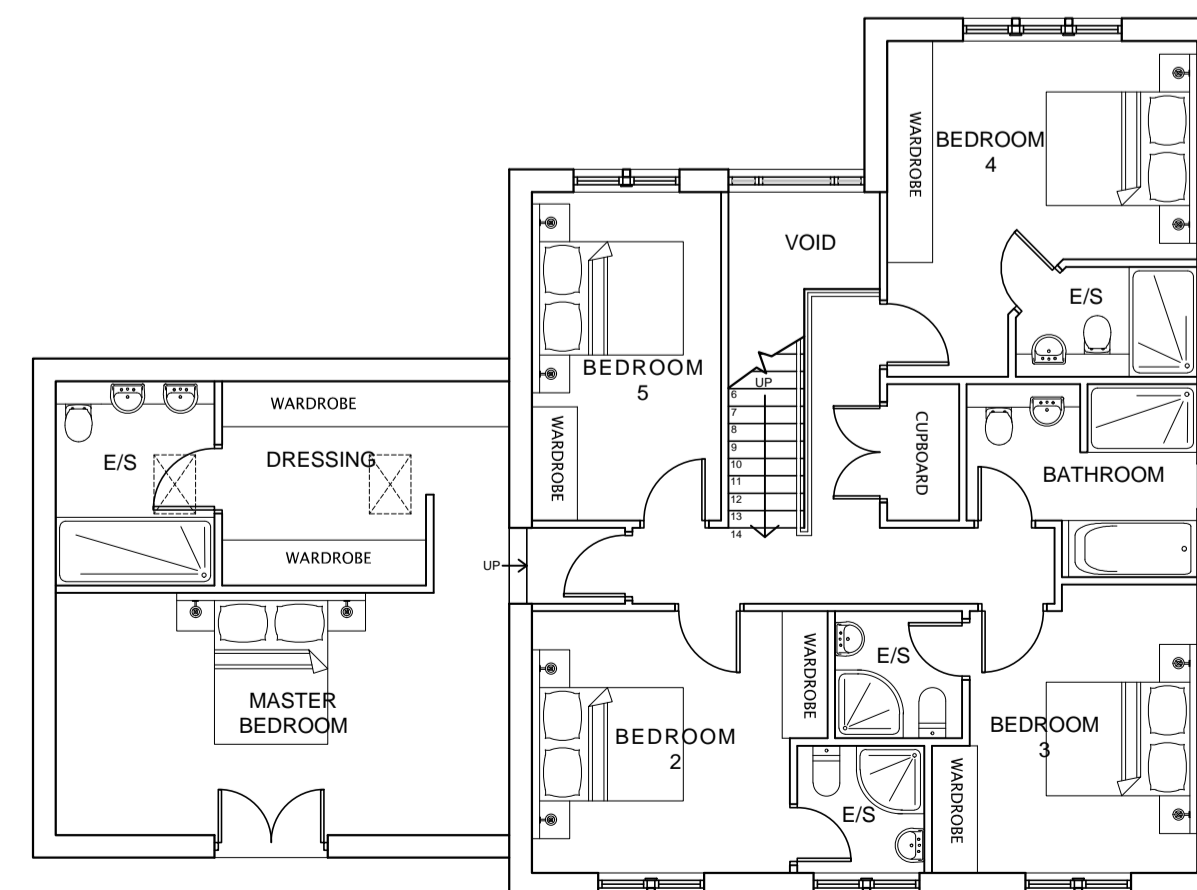 WARDROBE
BEDROOM
4
VOID
E/S
BEDROOM
5
WARDROBE
UP
6
7
8
9
10
11
12
13
14
CUPBOARD
BATHROOM
WARDROBE
E/S
DRESSING
WARDROBE
UP
MASTER
BEDROOM
BEDROOM
2
WARDROBE
E/S
BEDROOM
3
E/S
WARDROBE